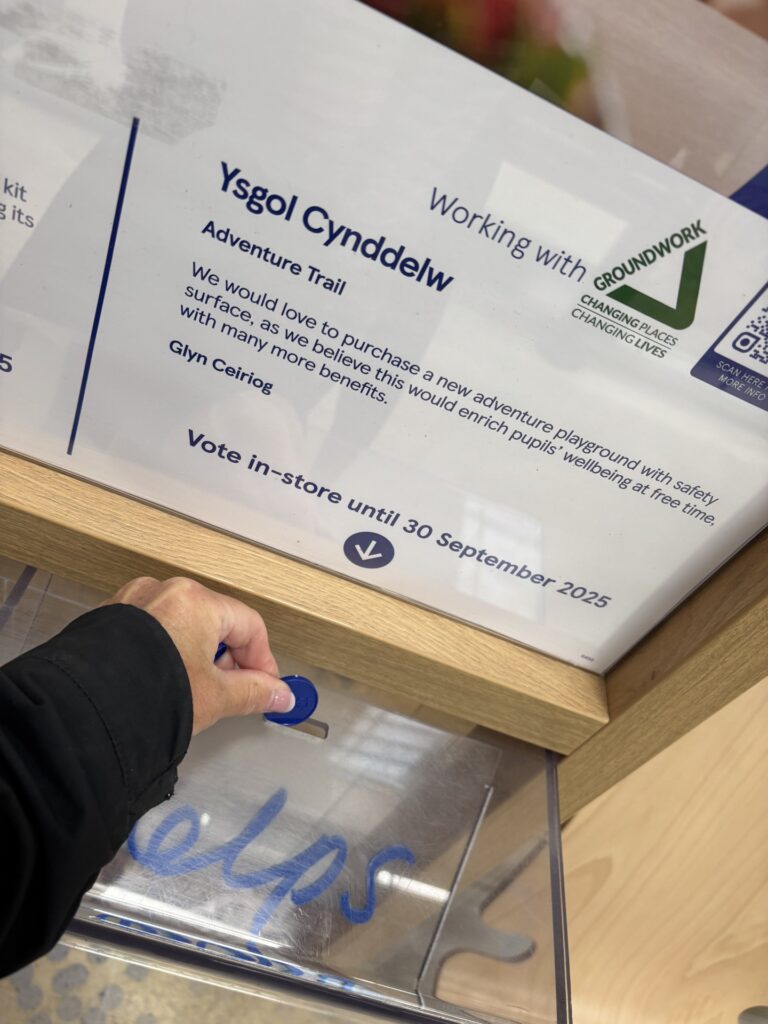 kit
g its
5
Ysgol Cynddelw
Adventure Trail
We would love to purchase a new adventure playground with safety
surface, as we believe this would enrich pupils' wellbeing at free time,
with many more benefits.
Glyn Ceiriog
Vote in-store until 30 September 2025
Working with
GROUNDWORK
CHANGING PLACES
CHANGING LIVES
SCAN HERE
MORE INFO
elps